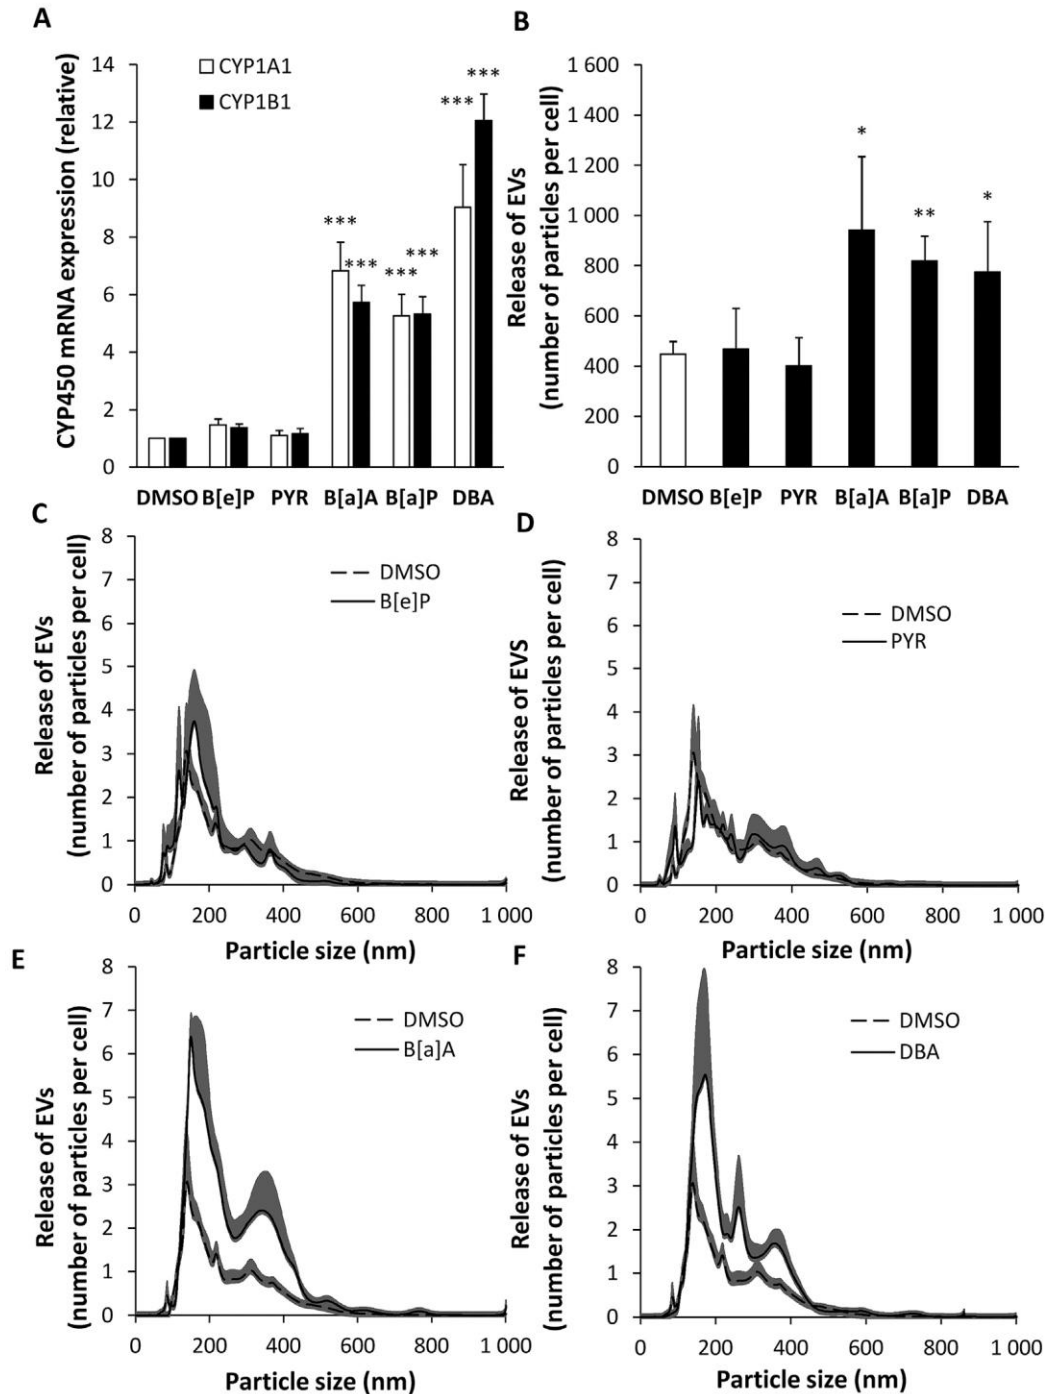 A
CYP450 mRNA expression (relative)
14
12
10
8
6
4
2
0
CYP1A1
CYP1B1
***
***
***
***
***
***
DMSO B[e]P PYR B[a]A B[a]P DBA
B
Release of EVs
(number of particles per cell)
1 600
1 400
1 200
1 000
800
600
400
200
0
*
**
*
DMSO B[e]P PYR B[a]A B[a]P DBA
C
Release of EVs
(number of particles per cell)
8
7
6
5
4
3
2
1
0
DMSO
B[e]P
0 200 400 600 800 1 000
Particle size (nm)
D
Release of EVS
(number of particles per cell)
8
7
6
5
4
3
2
1
0
DMSO
PYR
0 200 400 600 800 1 000
Particle size (nm)
E
Release of EVs
(number of particles per cell)
8
7
6
5
4
3
2
1
0
DMSO
B[a]A
0 200 400 600 800 1 000
Particle size (nm)
F
Release of EVs
(number of particles per cell)
8
7
6
5
4
3
2
1
0
DMSO
DBA
0 200 400 600 800 1 000
Particle size (nm)